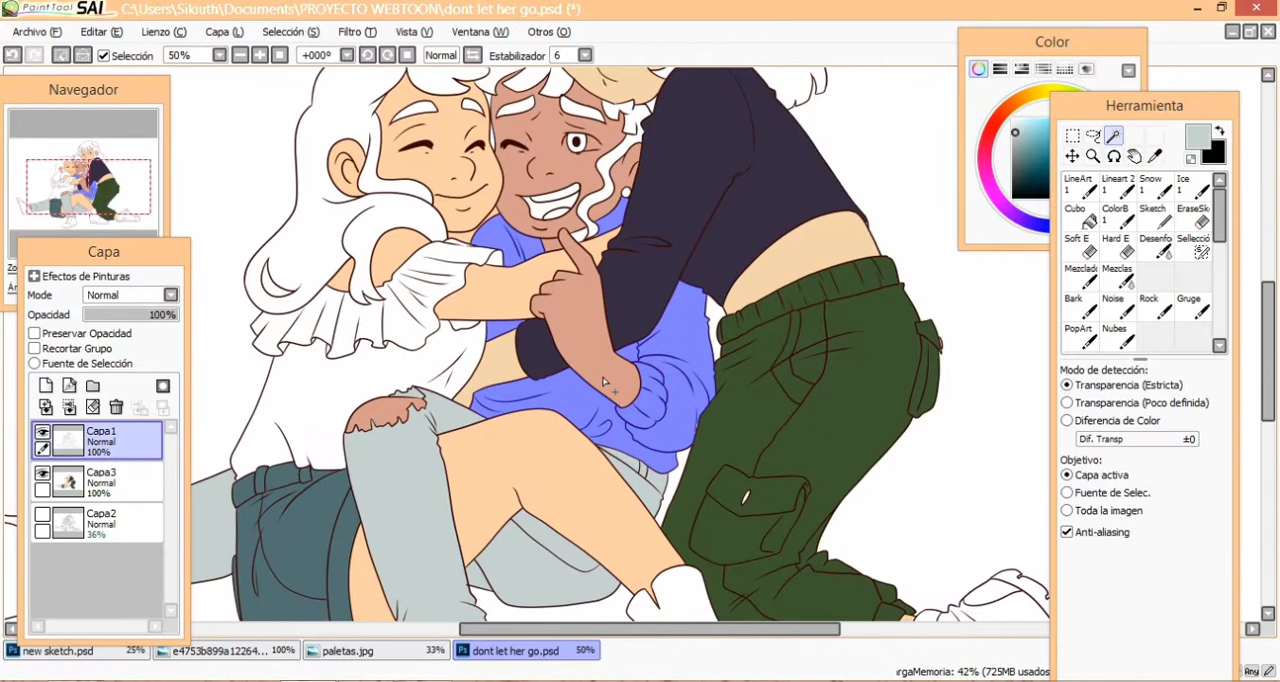 PaintTool SAI C:\Users\Sikiuth\Documents\PROYECTO WEBTOON\dont let her go.psd (*)
Archivo (F) Editar (E) Lienzo (C) Capa (L) Selección (S) Filtro (T) Vista (V) Ventana (W) Otros (O)
Selección 50% +000° Normal Estabilizador 6
Navegador
Capa
Efectos de Pinturas
Mode Normal
Opacidad 100%
Preservar Opacidad
Recortar Grupo
Fuente de Selección
Capa1
Normal
100%
Capa3
Normal
100%
Capa2
Normal
36%
Color
Herramienta
LineArt Lineart 2 Snow Ice
1 1 1 1
Cubo ColorB Sketch EraseSk
1
Soft E Hard E Desenfo Sellecció
Mezclad Mezclas
Bark Noise Rock Gruge
PopArt Nubes
Modo de detección:
Transparencia (Estricta)
Transparencia (Poco definida)
Diferencia de Color
Dif. Transp ±0
Objetivo:
Capa activa
Fuente de Selec.
Toda la imagen
Anti-aliasing
new sketch.psd 25% e4753b899a12264... 100% paletas.jpg 33% dont let her go.psd 50%
rgaMemoria: 42% (725MB usados Any